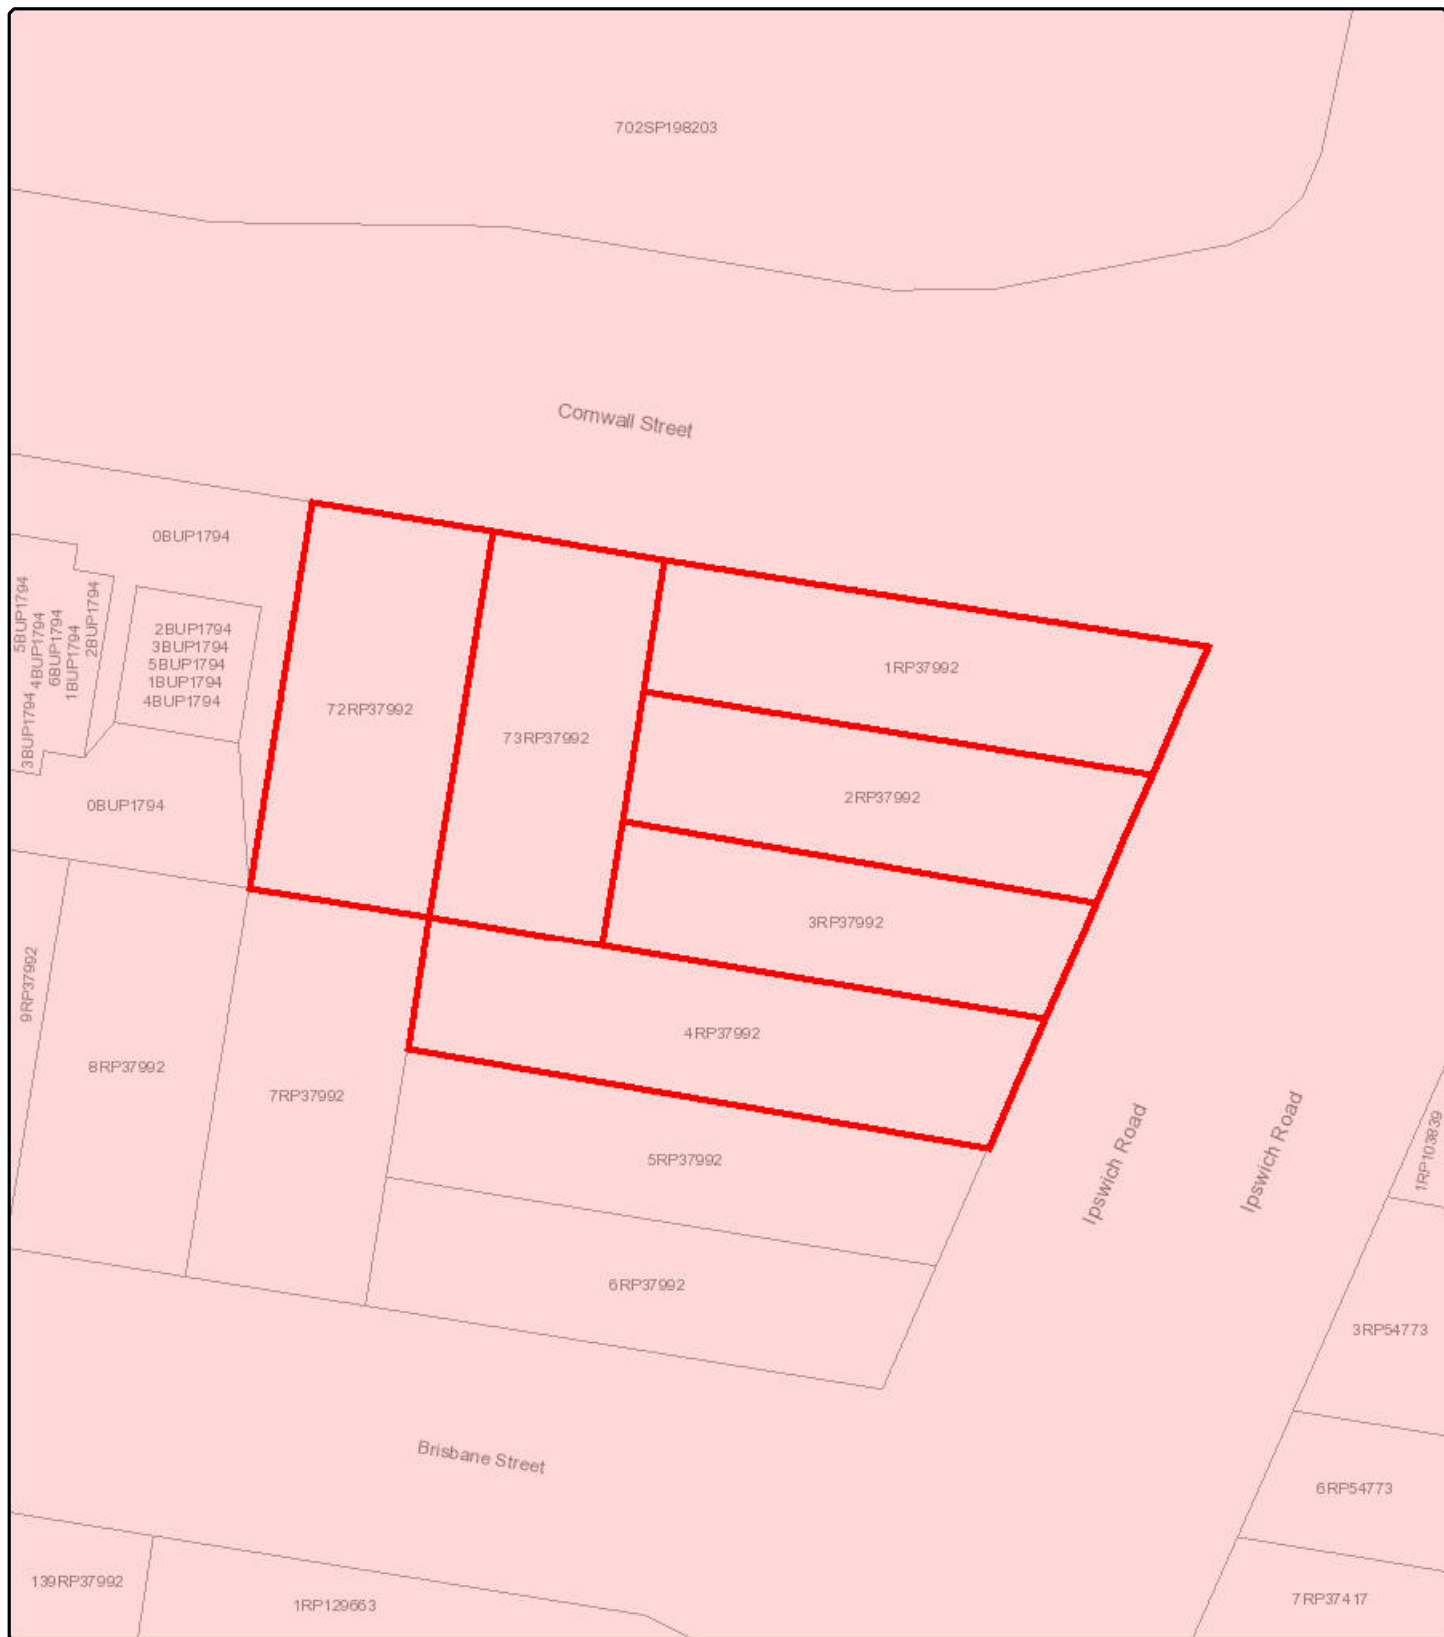 702SP198203
Cornwall Street
0BUP1794
5BUP1794
4BUP1794
6BUP1794
1BUP1794
2BUP1794
3BUP1794
2BUP1794
3BUP1794
5BUP1794
1BUP1794
4BUP1794
0BUP1794
72RP37992
73RP37992
1RP37992
2RP37992
3RP37992
4RP37992
9RP37992
8RP37992
7RP37992
5RP37992
6RP37992
Ipswich Road
Ipswich Road
1RP103839
3RP54773
6RP54773
7RP37417
Brisbane Street
139RP37992
1RP129663